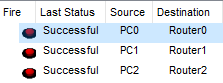 Fire Last Status Source Destination
Successful PC0 Router0
Successful PC1 Router1
Successful PC2 Router2